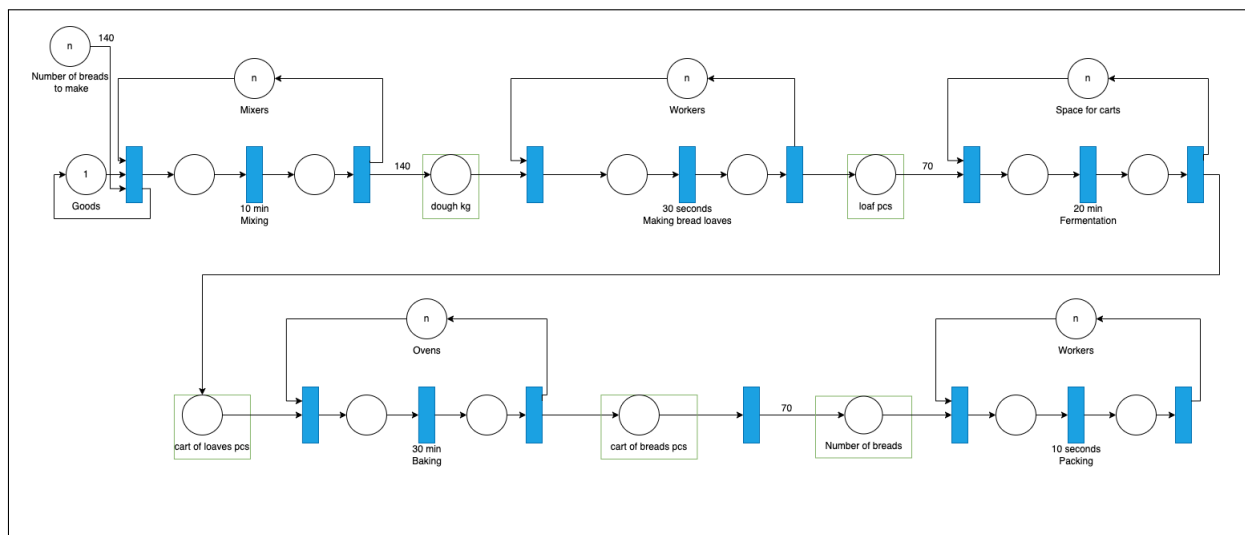 n
140
Number of breads
to make
n
Mixers
n
Workers
n
Space for carts
1
Goods
10 min
Mixing
140
dough kg
30 seconds
Making bread loaves
loaf pcs
70
20 min
Fermentation
n
Ovens
n
Workers
cart of loaves pcs
30 min
Baking
cart of breads pcs
70
Number of breads
10 seconds
Packing